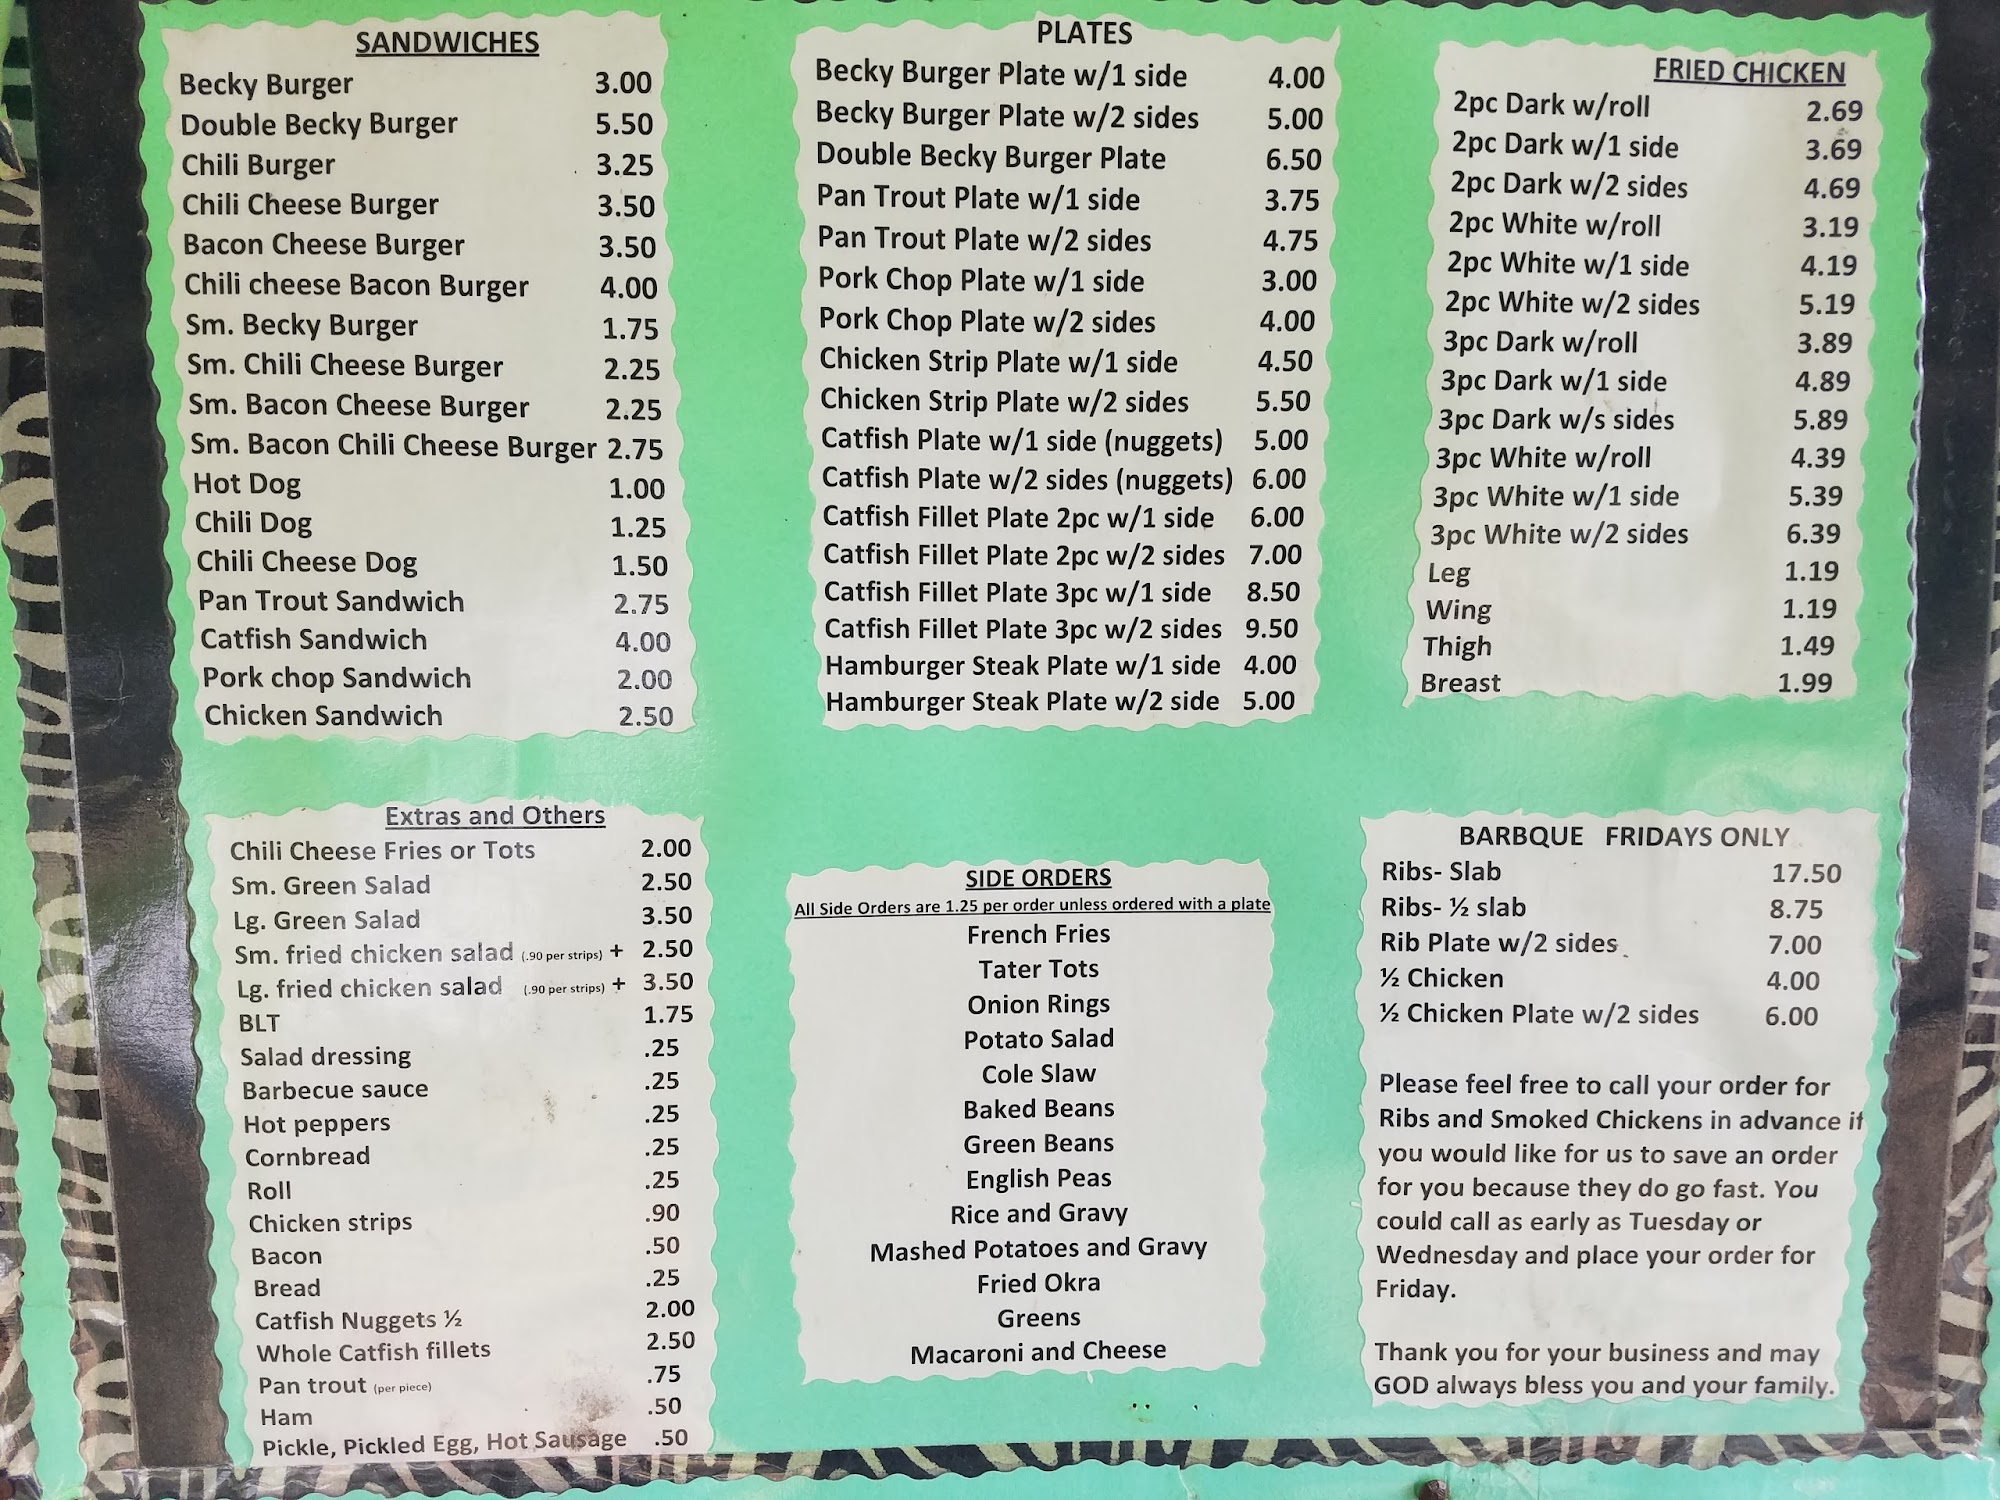 SANDWICHES
Becky Burger 3.00
Double Becky Burger 5.50
Chili Burger 3.25
Chili Cheese Burger 3.50
Bacon Cheese Burger 3.50
Chili cheese Bacon Burger 4.00
Sm. Becky Burger 1.75
Sm. Chili Cheese Burger 2.25
Sm. Bacon Cheese Burger 2.25
Sm. Bacon Chili Cheese Burger 2.75
Hot Dog 1.00
Chili Dog 1.25
Chili Cheese Dog 1.50
Pan Trout Sandwich 2.75
Catfish Sandwich 4.00
Pork chop Sandwich 2.00
Chicken Sandwich 2.50
PLATES
Becky Burger Plate w/1 side 4.00
Becky Burger Plate w/2 sides 5.00
Double Becky Burger Plate 6.50
Pan Trout Plate w/1 side 3.75
Pan Trout Plate w/2 sides 4.75
Pork Chop Plate w/1 side 3.00
Pork Chop Plate w/2 sides 4.00
Chicken Strip Plate w/1 side 4.50
Chicken Strip Plate w/2 sides 5.50
Catfish Plate w/1 side (nuggets) 5.00
Catfish Plate w/2 sides (nuggets) 6.00
Catfish Fillet Plate 2pc w/1 side 6.00
Catfish Fillet Plate 2pc w/2 sides 7.00
Catfish Fillet Plate 3pc w/1 side 8.50
Catfish Fillet Plate 3pc w/2 sides 9.50
Hamburger Steak Plate w/1 side 4.00
Hamburger Steak Plate w/2 side 5.00
FRIED CHICKEN
2pc Dark w/roll 2.69
2pc Dark w/1 side 3.69
2pc Dark w/2 sides 4.69
2pc White w/roll 3.19
2pc White w/1 side 4.19
2pc White w/2 sides 5.19
3pc Dark w/roll 3.89
3pc Dark w/1 side 4.89
3pc Dark w/s sides 5.89
3pc White w/roll 4.39
3pc White w/1 side 5.39
3pc White w/2 sides 6.39
Leg 1.19
Wing 1.19
Thigh 1.49
Breast 1.99
Extras and Others
Chili Cheese Fries or Tots 2.00
Sm. Green Salad 2.50
Lg. Green Salad 3.50
Sm. fried chicken salad (.90 per strips) + 2.50
Lg. fried chicken salad (.90 per strips) + 3.50
BLT 1.75
Salad dressing .25
Barbecue sauce .25
Hot peppers .25
Cornbread .25
Roll .25
Chicken strips .90
Bacon .50
Bread .25
Catfish Nuggets ½ 2.00
Whole Catfish fillets 2.50
Pan trout (per piece) .75
Ham .50
Pickle, Pickled Egg, Hot Sausage .50
SIDE ORDERS
All Side Orders are 1.25 per order unless ordered with a plate
French Fries
Tater Tots
Onion Rings
Potato Salad
Cole Slaw
Baked Beans
Green Beans
English Peas
Rice and Gravy
Mashed Potatoes and Gravy
Fried Okra
Greens
Macaroni and Cheese
BARBQUE FRIDAYS ONLY
Ribs- Slab 17.50
Ribs- ½ slab 8.75
Rib Plate w/2 sides 7.00
½ Chicken 4.00
½ Chicken Plate w/2 sides 6.00
Please feel free to call your order for
Ribs and Smoked Chickens in advance if
you would like for us to save an order
for you because they do go fast. You
could call as early as Tuesday or
Wednesday and place your order for
Friday.
Thank you for your business and may
GOD always bless you and your family.